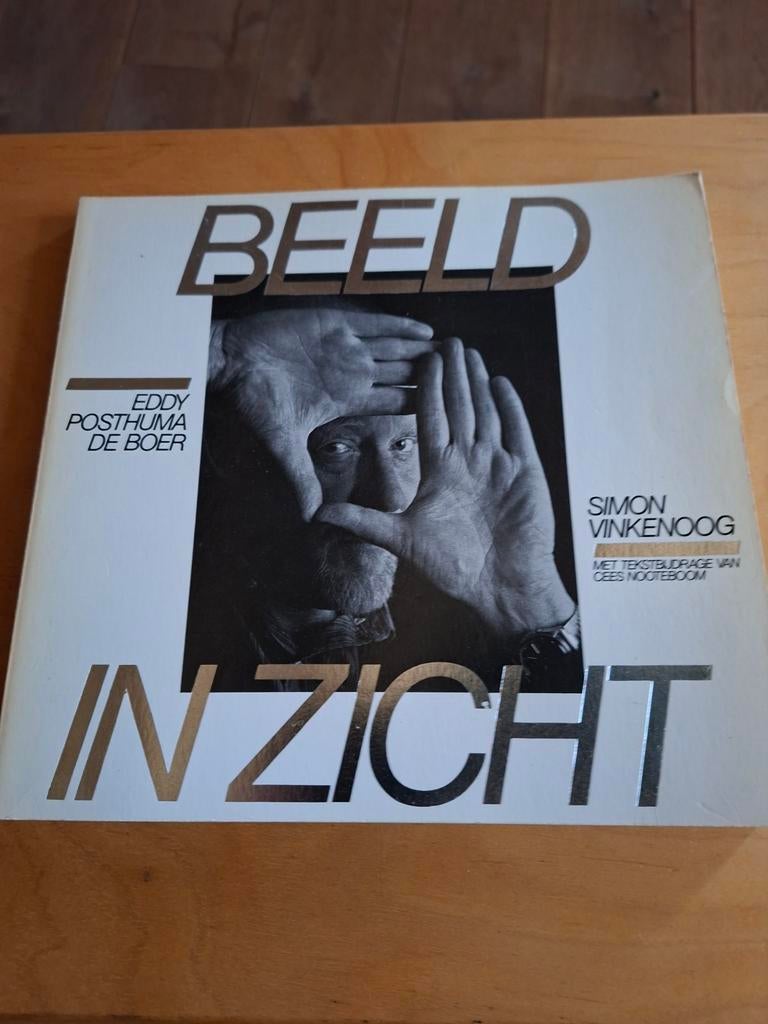 BEELD
EDDY
POSTHUMA
DE BOER
SIMON
VINKENOOG
MET TEKSTBIJDRAGE VAN
CEES NOOTEBOOM
IN ZICHT